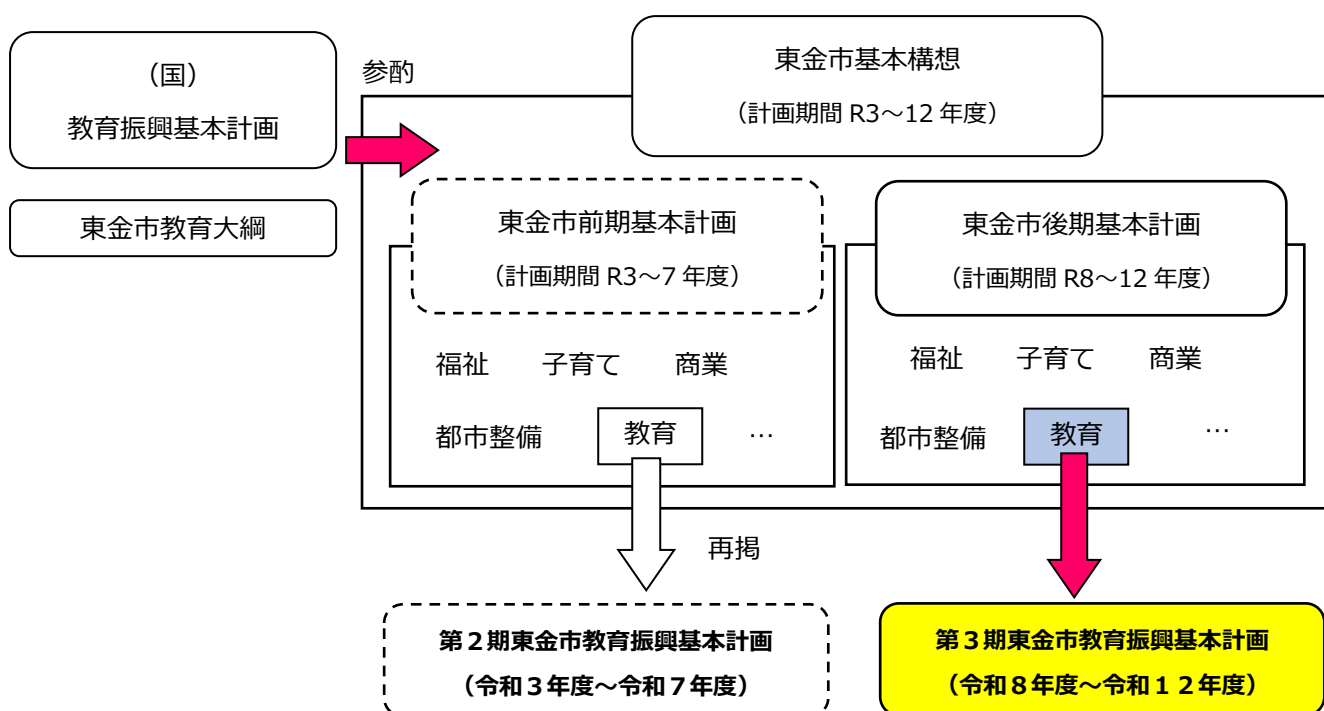 （国）
教育振興基本計画
東金市教育大綱
参酌
東金市基本構想
（計画期間 R3～12 年度）
東金市前期基本計画
（計画期間 R3～7 年度）
福祉 子育て 商業
都市整備 教育 …
東金市後期基本計画
（計画期間 R8～12 年度）
福祉 子育て 商業
都市整備 教育 …
再掲
第２期東金市教育振興基本計画
（令和３年度～令和７年度）
第３期東金市教育振興基本計画
（令和８年度～令和１２年度）